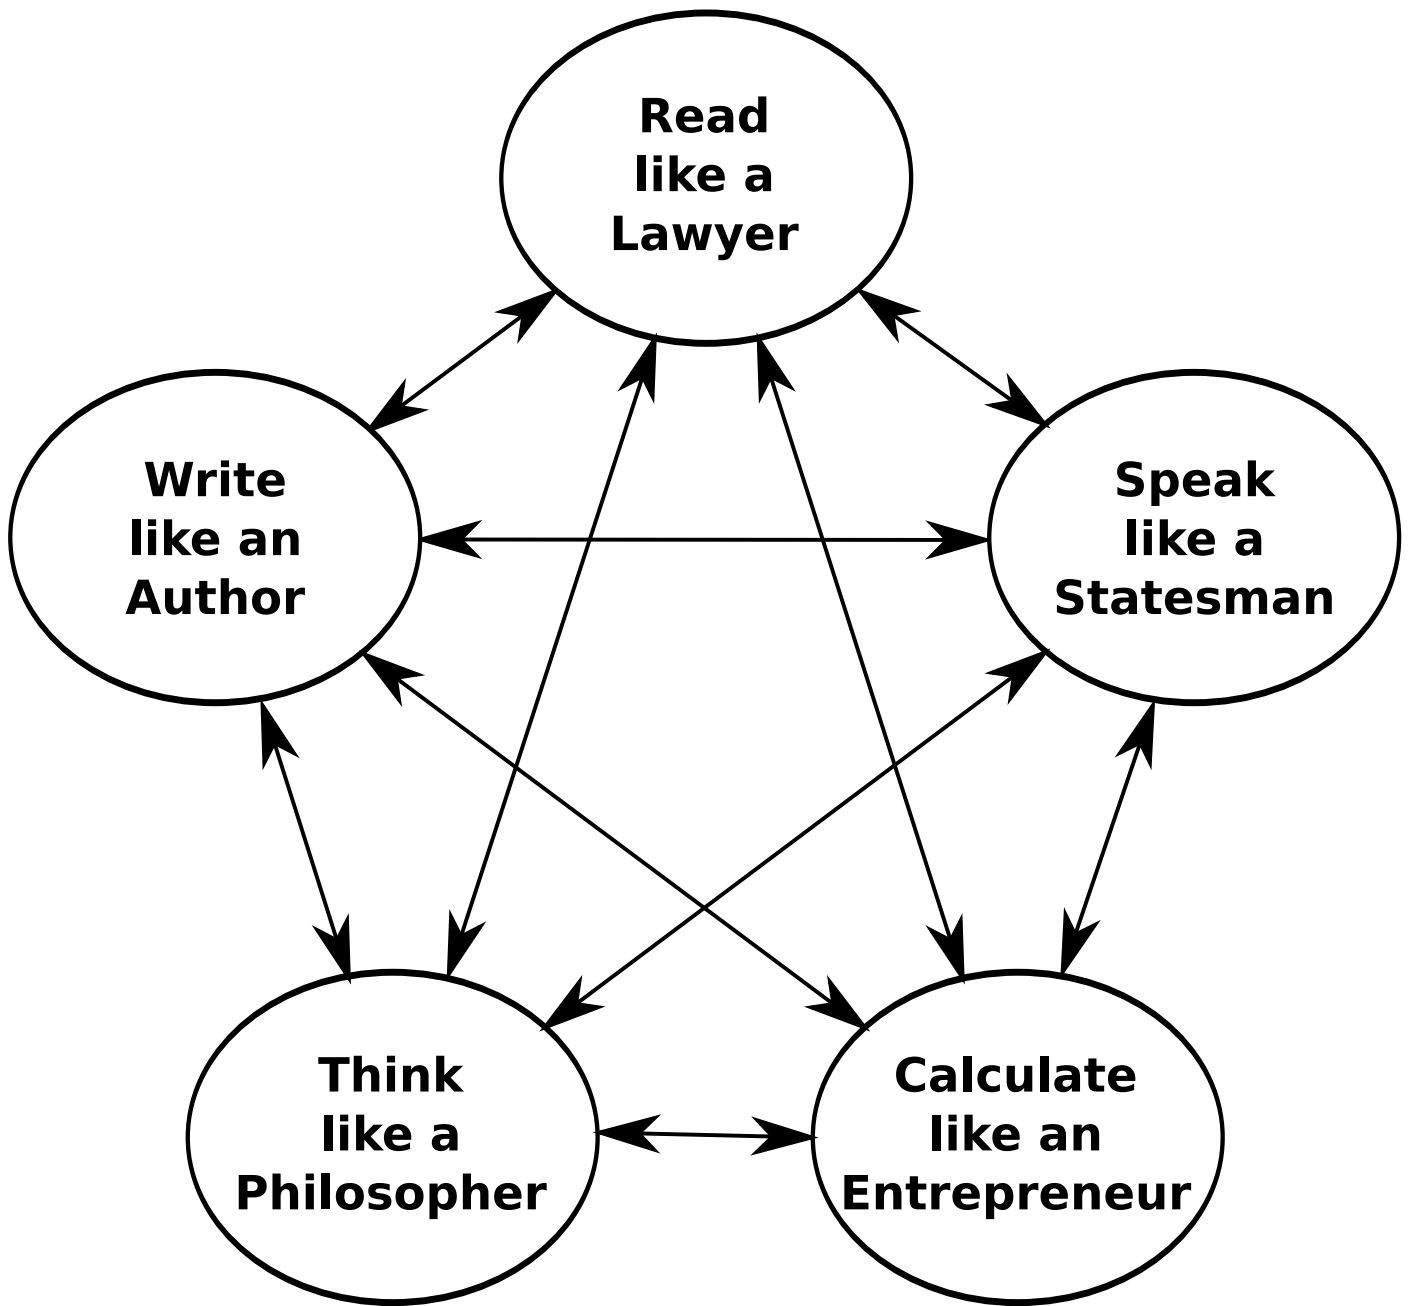 Read
like a
Lawyer
Write
like an
Author
Speak
like a
Statesman
Think
like a
Philosopher
Calculate
like an
Entrepreneur